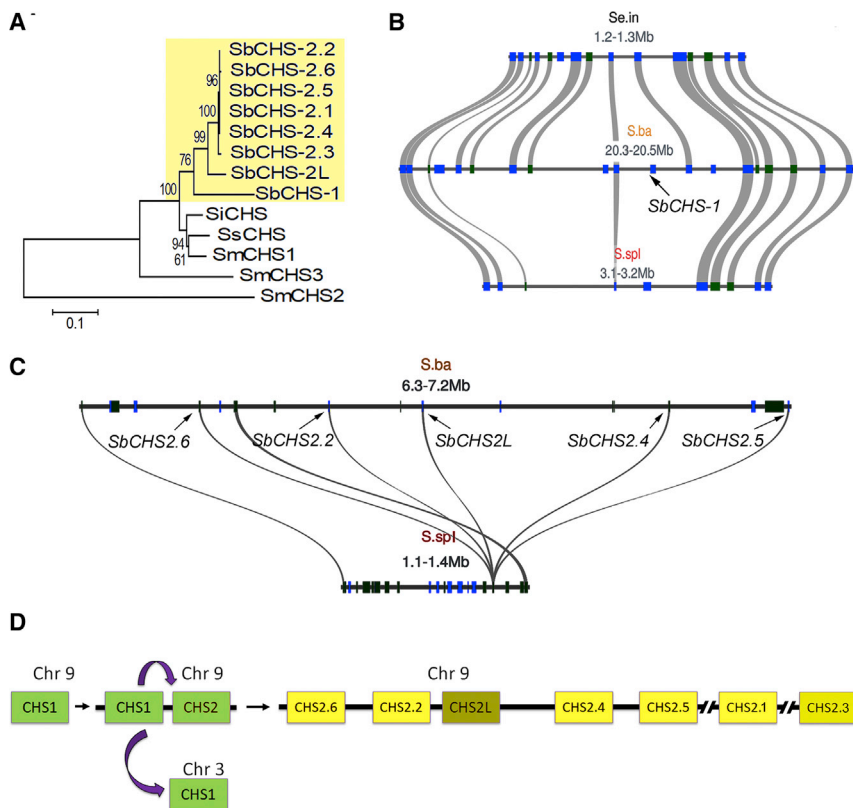 A
SbCHS-2.2
SbCHS-2.6
SbCHS-2.5
SbCHS-2.1
SbCHS-2.4
SbCHS-2.3
SbCHS-2L
SbCHS-1
SiCHS
SsCHS
SmCHS1
SmCHS3
SmCHS2
96
100
99
76
100
94
61
0.1
B
Se.in
1.2-1.3Mb
S.ba
20.3-20.5Mb
SbCHS-1
S.spl
3.1-3.2Mb
C
S.ba
6.3-7.2Mb
SbCHS2.6
SbCHS2.2
SbCHS2L
SbCHS2.4
SbCHS2.5
S.spl
1.1-1.4Mb
D
Chr 9
Chr 9
Chr 9
CHS1
CHS1
CHS2
CHS2.6
CHS2.2
CHS2L
CHS2.4
CHS2.5
CHS2.1
CHS2.3
Chr 3
CHS1